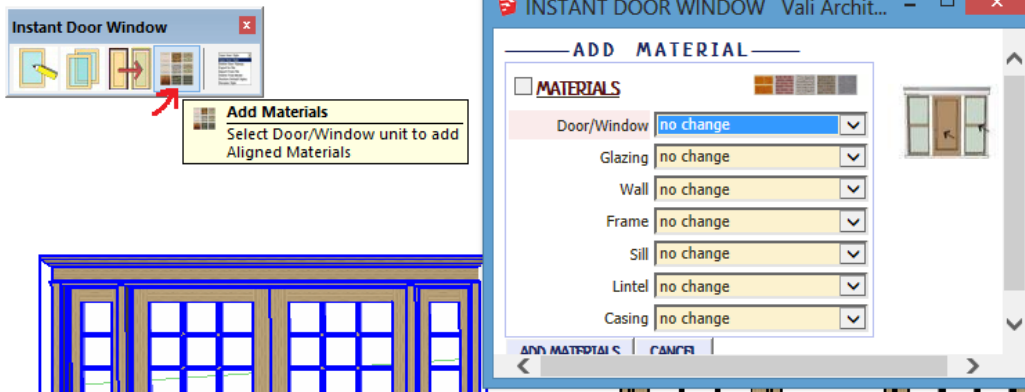 Instant Door Window
Add Materials
Select Door/Window unit to add
Aligned Materials
INSTANT DOOR WINDOW Vali Archit...
ADD MATERIAL
MATERIALS
Door/Window no change
Glazing no change
Wall no change
Frame no change
Sill no change
Lintel no change
Casing no change
ADD MATERIALS CANCEL